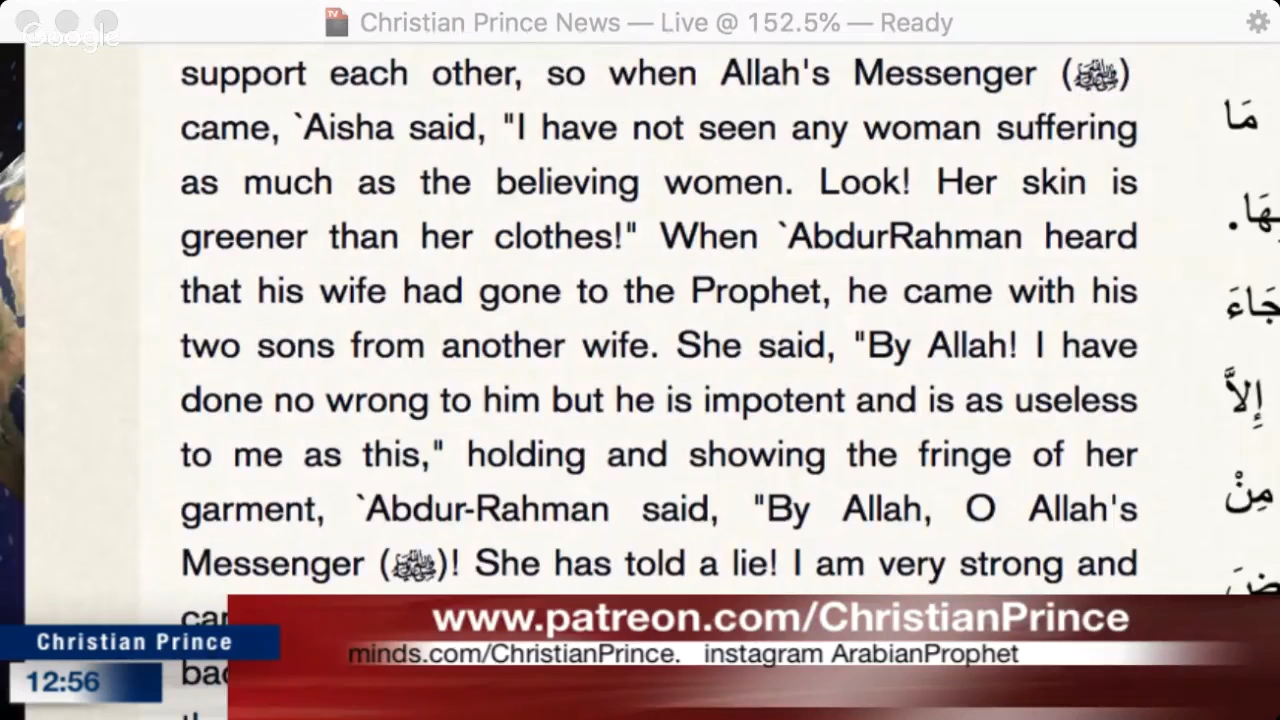 Christian Prince News — Live @ 152.5% — Ready
Google
support each other, so when Allah's Messenger (ﷺ)
came, `Aisha said, "I have not seen any woman suffering
as much as the believing women. Look! Her skin is
greener than her clothes!" When `AbdurRahman heard
that his wife had gone to the Prophet, he came with his
two sons from another wife. She said, "By Allah! I have
done no wrong to him but he is impotent and is as useless
to me as this," holding and showing the fringe of her
garment, `Abdur-Rahman said, "By Allah, O Allah's
Messenger (ﷺ)! She has told a lie! I am very strong and
مَا
جَاءَ
إِلاَّ
مِنْ
www.patreon.com/ChristianPrince
Christian Prince
minds.com/ChristianPrince. instagram ArabianProphet
12:56